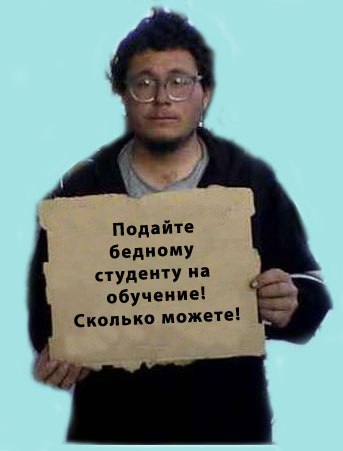 Подайте
бедному
студенту на
обучение!
Сколько можете!